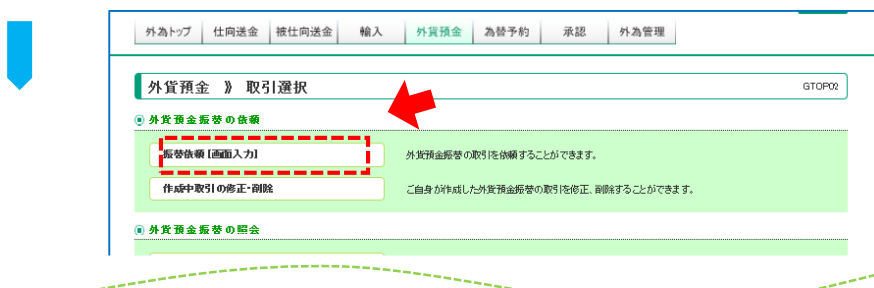 外為トップ 仕向送金 被仕向送金 輸入 外貨預金 為替予約 承認 外為管理
外貨預金 》 取引選択 GTOP02
外貨預金振替の依頼
振替依頼[画面入力] 外貨預金振替の取引を依頼することができます。
作成中取引の修正・削除 ご自身が作成した外貨預金振替の取引を修正、削除することができます。
外貨預金振替の照会